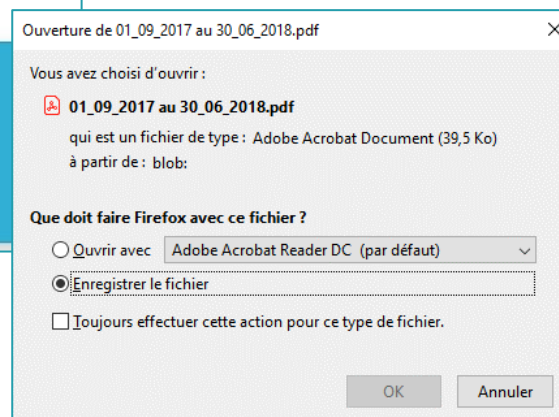 Ouverture de 01_09_2017 au 30_06_2018.pdf
Vous avez choisi d'ouvrir :
01_09_2017 au 30_06_2018.pdf
qui est un fichier de type : Adobe Acrobat Document (39,5 Ko)
à partir de : blob:
Que doit faire Firefox avec ce fichier ?
Ouvrir avec Adobe Acrobat Reader DC (par défaut)
Enregistrer le fichier
Toujours effectuer cette action pour ce type de fichier.
OK Annuler